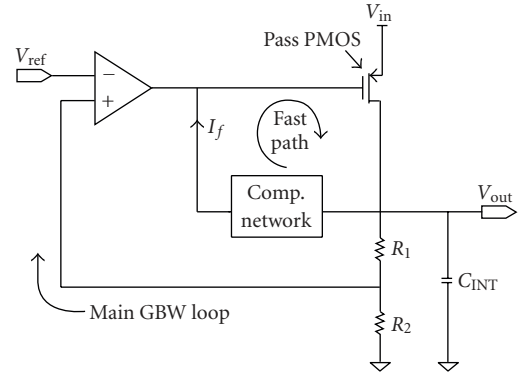 V_in
Pass PMOS
V_ref
−
+
I_f
Fast
path
Comp.
network
V_out
R_1
C_INT
Main GBW loop
R_2